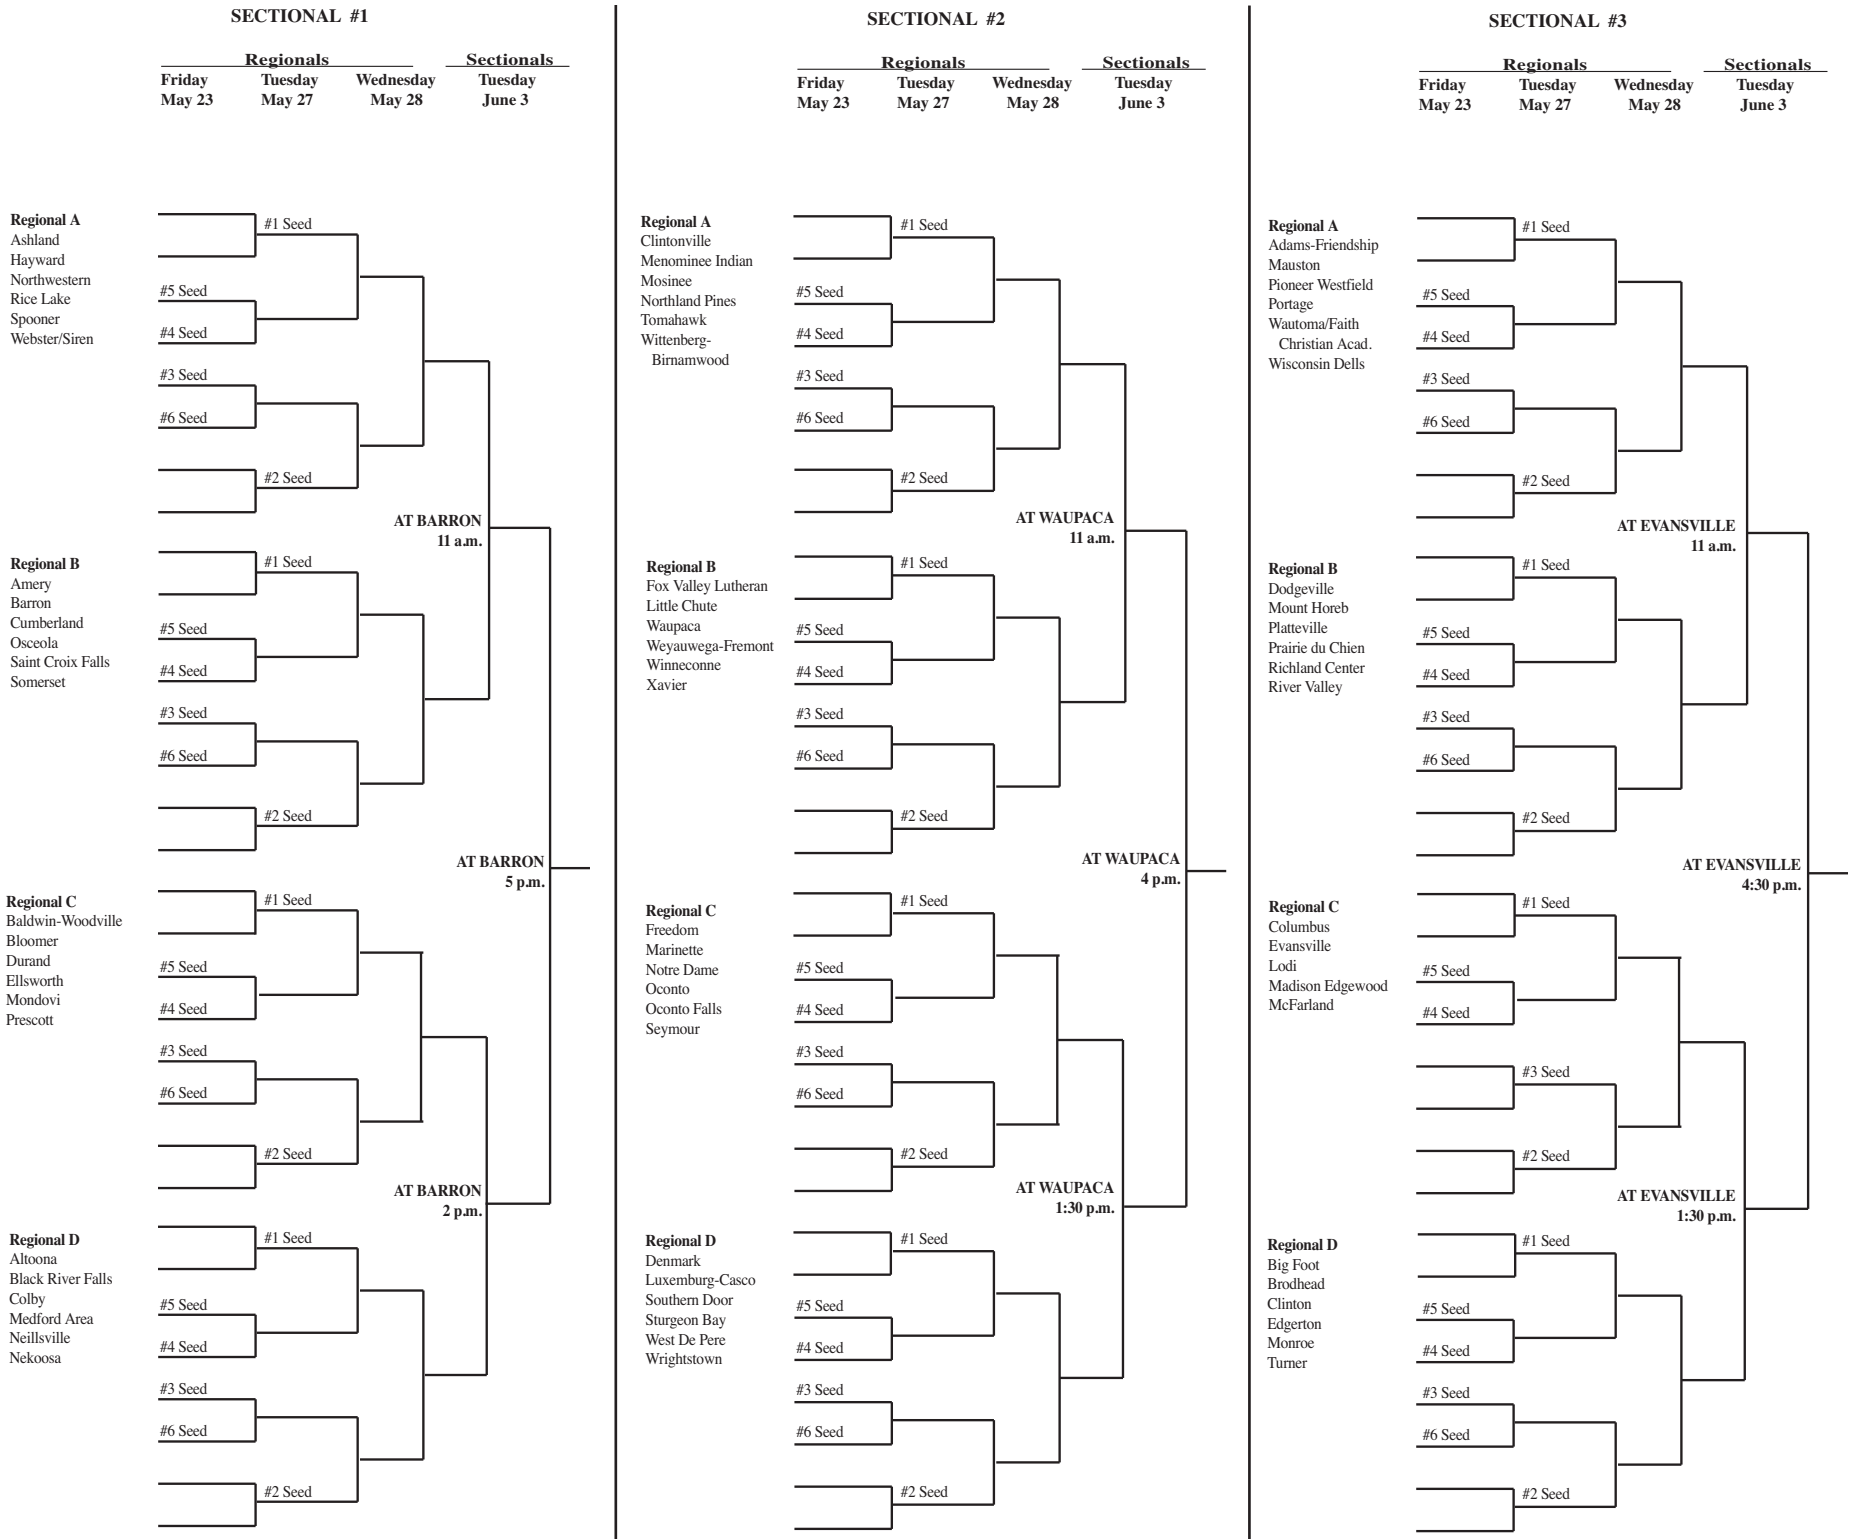 SECTIONAL #1
Regionals
Sectionals
Friday
May 23
Tuesday
May 27
Wednesday
May 28
Tuesday
June 3
Regional A
Ashland
Hayward
Northwestern
Rice Lake
Spooner
Webster/Siren
#1 Seed
#5 Seed
#4 Seed
#3 Seed
#6 Seed
#2 Seed
AT BARRON
11 a.m.
Regional B
Amery
Barron
Cumberland
Osceola
Saint Croix Falls
Somerset
#1 Seed
#5 Seed
#4 Seed
#3 Seed
#6 Seed
#2 Seed
AT BARRON
5 p.m.
Regional C
Baldwin-Woodville
Bloomer
Durand
Ellsworth
Mondovi
Prescott
#1 Seed
#5 Seed
#4 Seed
#3 Seed
#6 Seed
#2 Seed
AT BARRON
2 p.m.
Regional D
Altoona
Black River Falls
Colby
Medford Area
Neillsville
Nekoosa
#1 Seed
#5 Seed
#4 Seed
#3 Seed
#6 Seed
#2 Seed
SECTIONAL #2
Regionals
Sectionals
Friday
May 23
Tuesday
May 27
Wednesday
May 28
Tuesday
June 3
Regional A
Clintonville
Menominee Indian
Mosinee
Northland Pines
Tomahawk
Wittenberg-
Birnamwood
#1 Seed
#5 Seed
#4 Seed
#3 Seed
#6 Seed
#2 Seed
AT WAUPACA
11 a.m.
Regional B
Fox Valley Lutheran
Little Chute
Waupaca
Weyauwega-Fremont
Winneconne
Xavier
#1 Seed
#5 Seed
#4 Seed
#3 Seed
#6 Seed
#2 Seed
AT WAUPACA
4 p.m.
Regional C
Freedom
Marinette
Notre Dame
Oconto
Oconto Falls
Seymour
#1 Seed
#5 Seed
#4 Seed
#3 Seed
#6 Seed
#2 Seed
AT WAUPACA
1:30 p.m.
Regional D
Denmark
Luxemburg-Casco
Southern Door
Sturgeon Bay
West De Pere
Wrightstown
#1 Seed
#5 Seed
#4 Seed
#3 Seed
#6 Seed
#2 Seed
SECTIONAL #3
Regionals
Sectionals
Friday
May 23
Tuesday
May 27
Wednesday
May 28
Tuesday
June 3
Regional A
Adams-Friendship
Mauston
Pioneer Westfield
Portage
Wautoma/Faith
Christian Acad.
Wisconsin Dells
#1 Seed
#5 Seed
#4 Seed
#3 Seed
#6 Seed
#2 Seed
AT EVANSVILLE
11 a.m.
Regional B
Dodgeville
Mount Horeb
Platteville
Prairie du Chien
Richland Center
River Valley
#1 Seed
#5 Seed
#4 Seed
#3 Seed
#6 Seed
#2 Seed
AT EVANSVILLE
4:30 p.m.
Regional C
Columbus
Evansville
Lodi
Madison Edgewood
McFarland
#1 Seed
#5 Seed
#4 Seed
#3 Seed
#2 Seed
AT EVANSVILLE
1:30 p.m.
Regional D
Big Foot
Brodhead
Clinton
Edgerton
Monroe
Turner
#1 Seed
#5 Seed
#4 Seed
#3 Seed
#6 Seed
#2 Seed